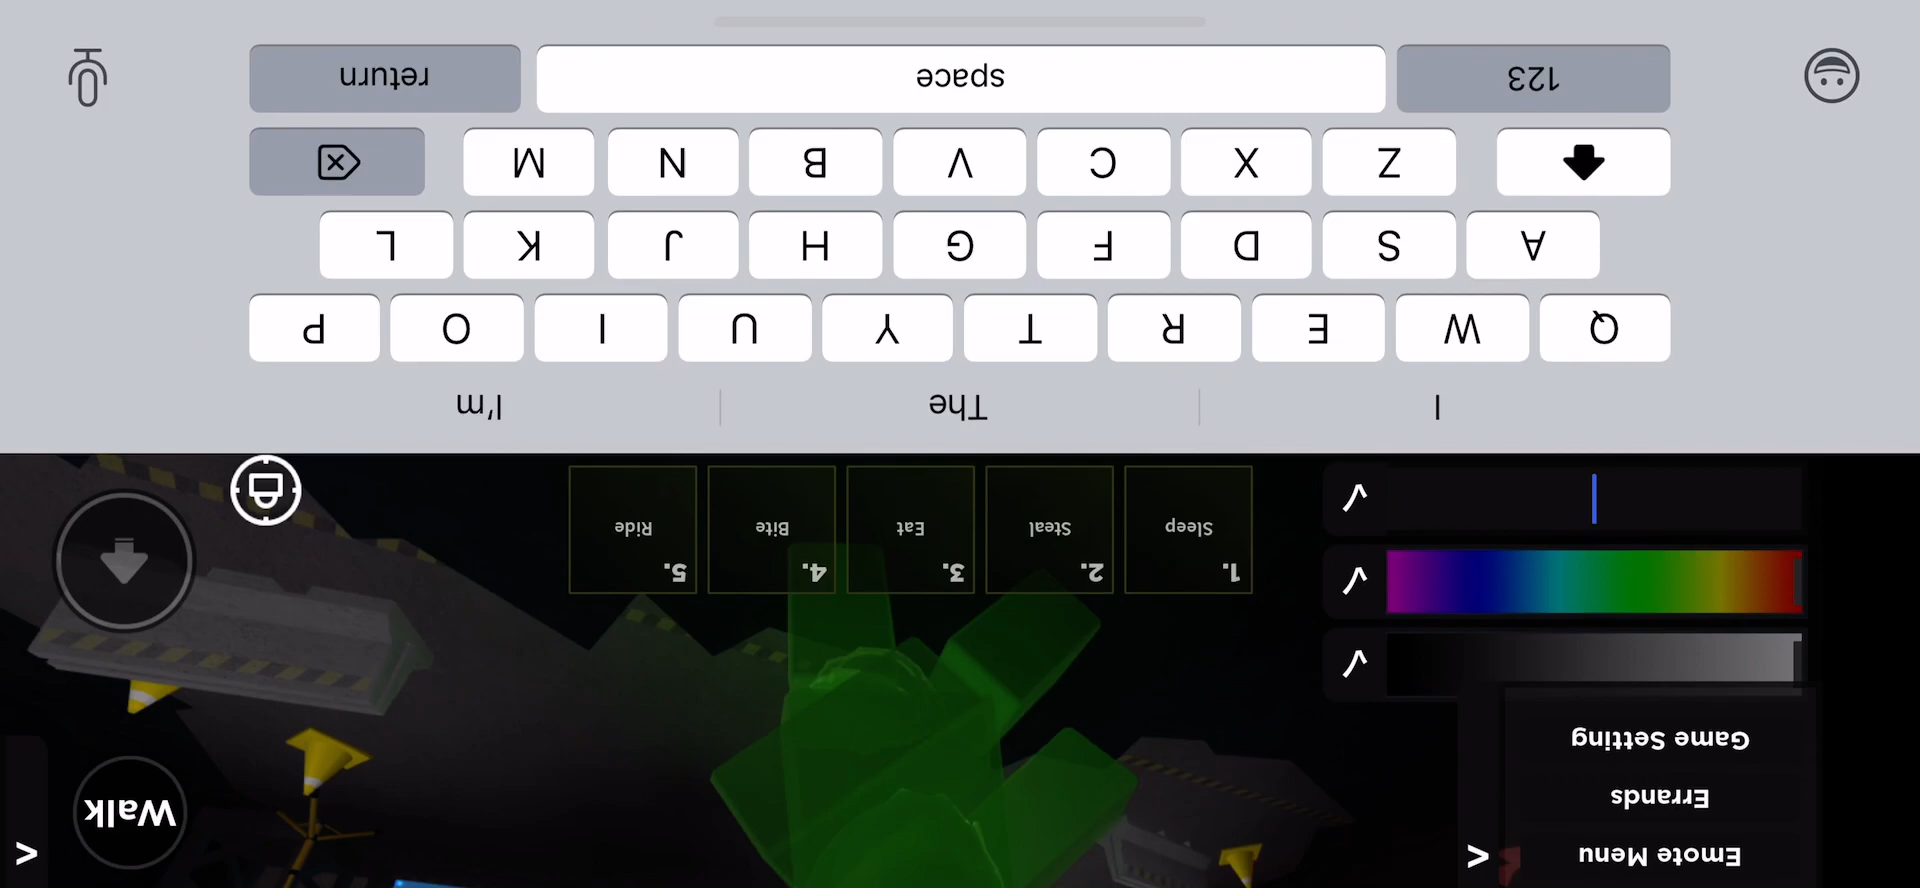 Emote Menu
<
Errands
Walk
Game Setting
1. 2. 3. 4. 5.
Sleep Steal Eat Bite Ride
I The I'm
Q W E R T Y U I O P
A S D F G H J K L
Z X C V B N M
123 space return